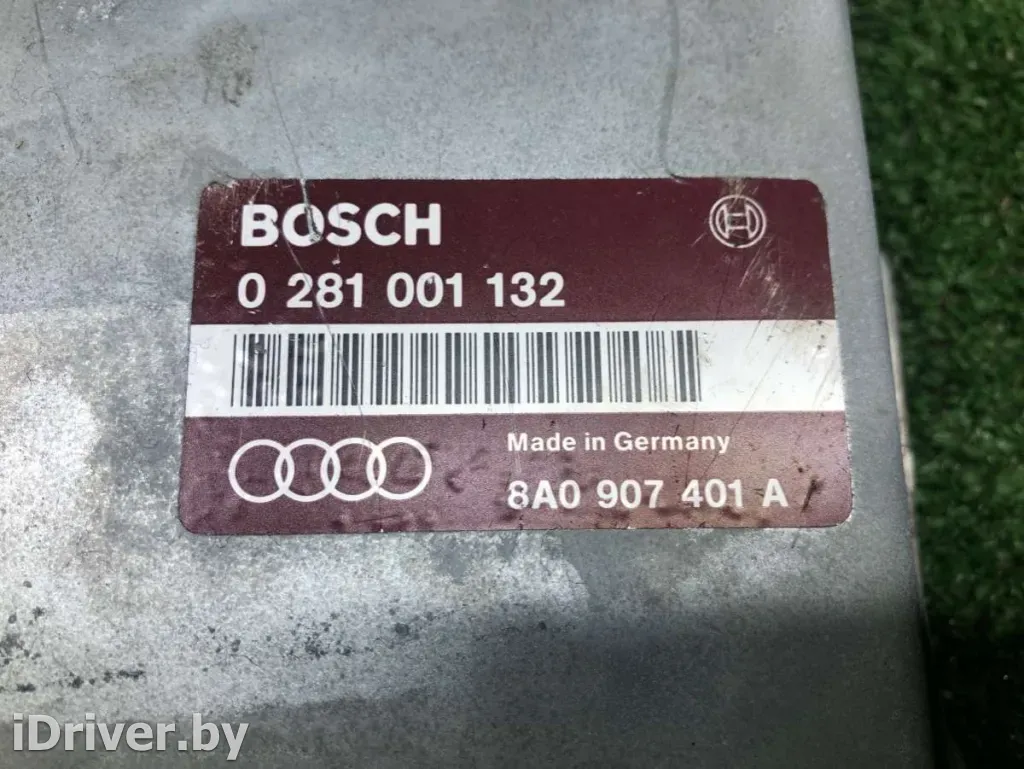 BOSCH
0 281 001 132
Made in Germany
8A0 907 401 A
iDriver.by